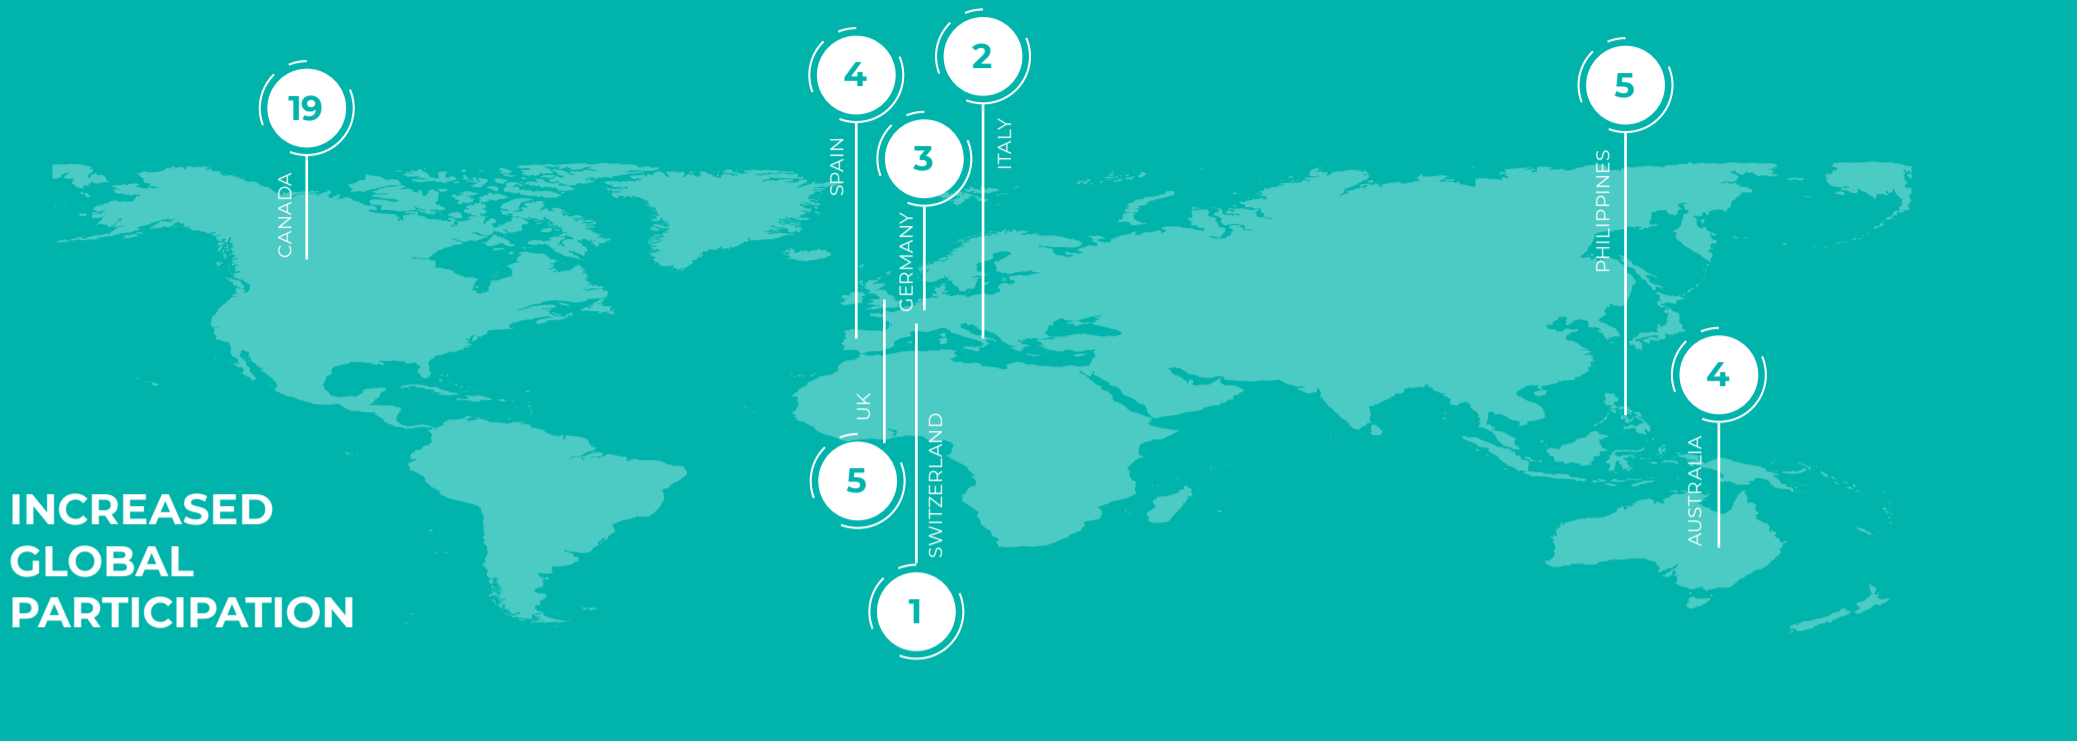 19
CANADA
4
SPAIN
2
ITALY
3
GERMANY
5
PHILIPPINES
UK
5
SWITZERLAND
1
4
AUSTRALIA
INCREASED
GLOBAL
PARTICIPATION